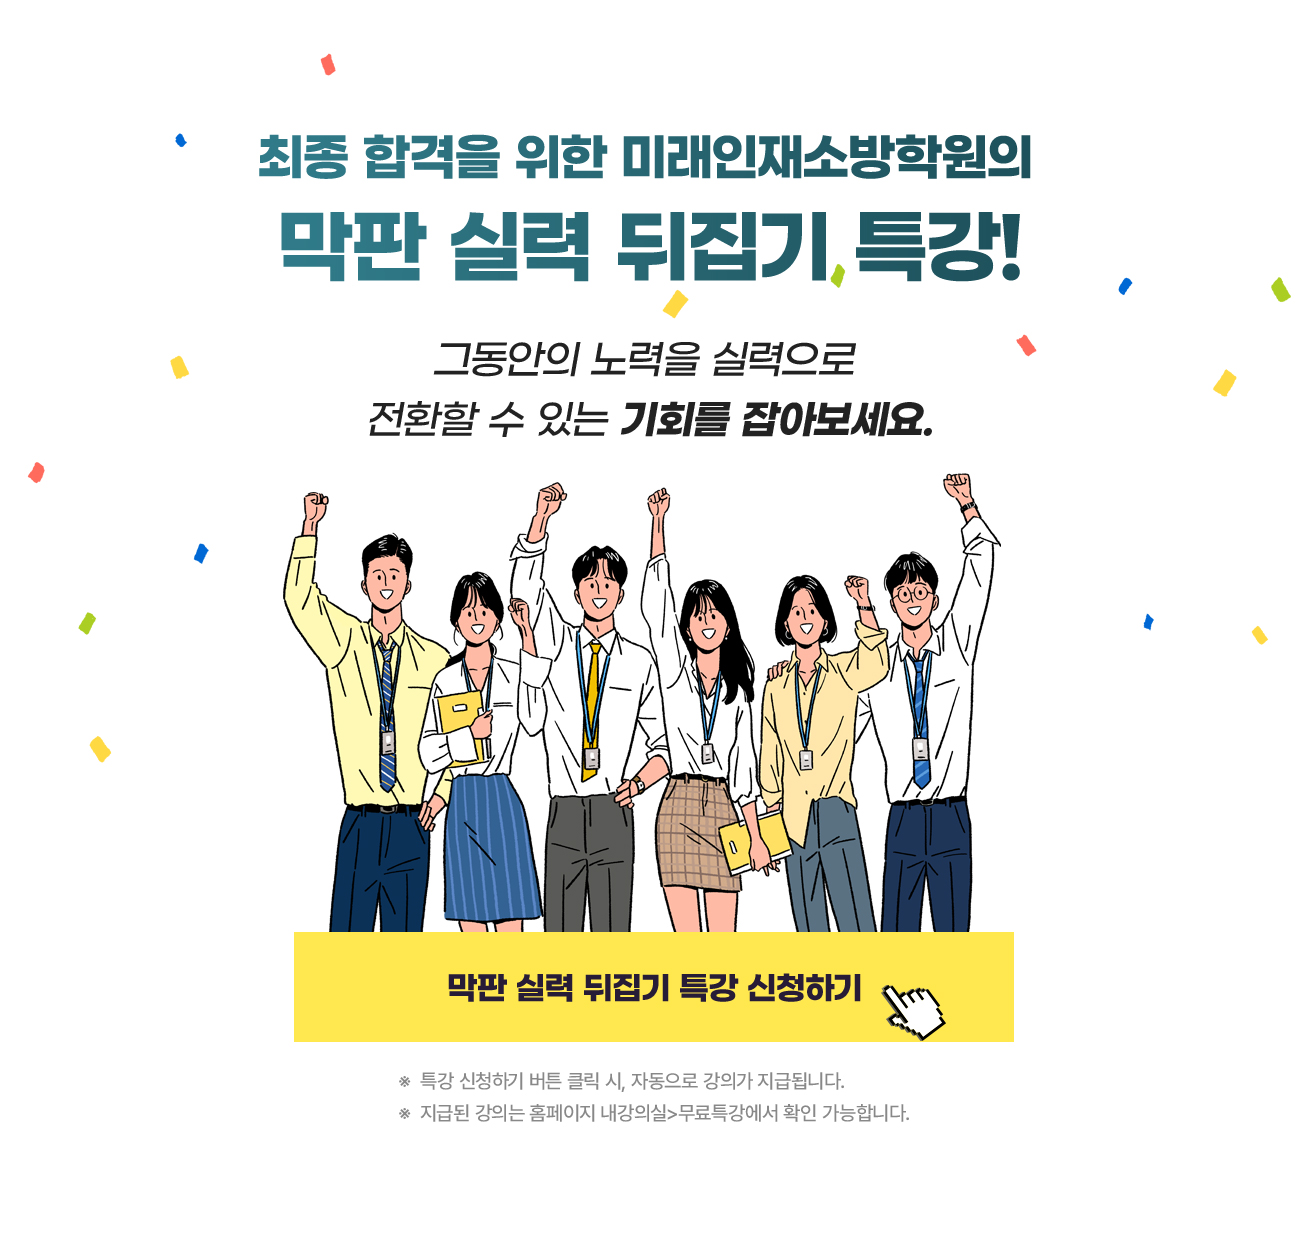 최종 합격을 위한 미래인재소방학원의
막판 실력 뒤집기 특강!
그동안의 노력을 실력으로
전환할 수 있는 기회를 잡아보세요.
막판 실력 뒤집기 특강 신청하기
※ 특강 신청하기 버튼 클릭 시, 자동으로 강의가 지급됩니다.
※ 지급된 강의는 홈페이지 내강의실>무료특강에서 확인 가능합니다.